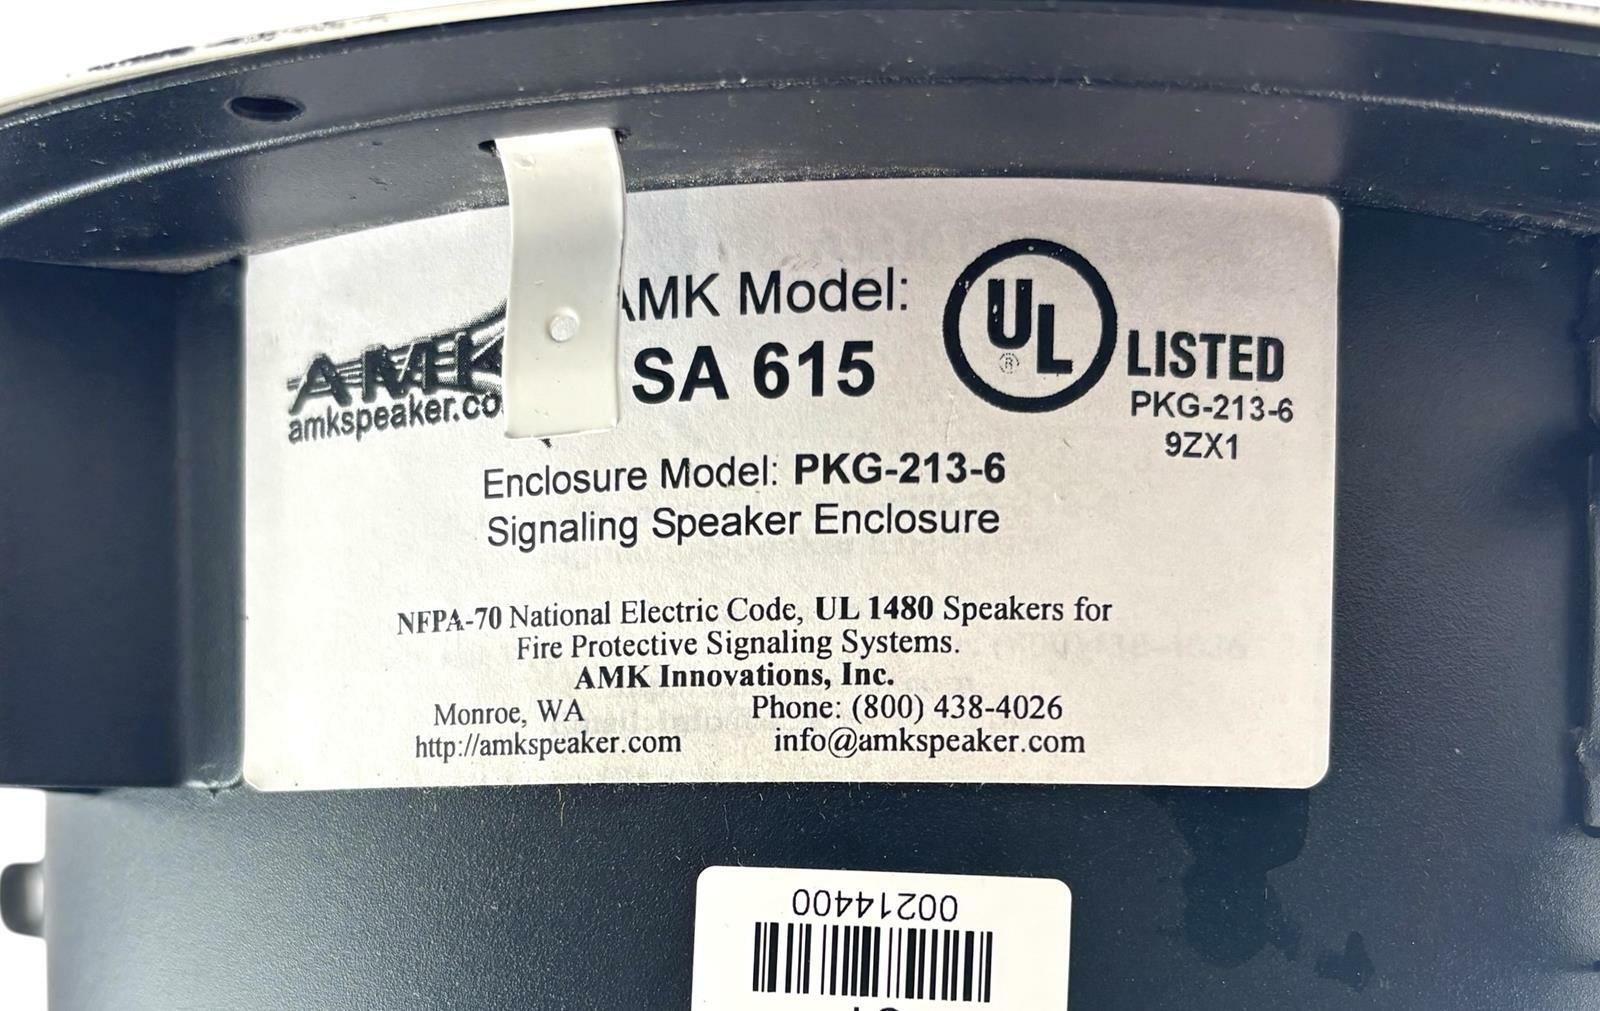 AMK
amkspeaker.co
AMK Model:
SA 615
UL
®
LISTED
PKG-213-6
9ZX1
Enclosure Model: PKG-213-6
Signaling Speaker Enclosure
NFPA-70 National Electric Code, UL 1480 Speakers for
Fire Protective Signaling Systems.
AMK Innovations, Inc.
Monroe, WA Phone: (800) 438-4026
http://amkspeaker.com info@amkspeaker.com
00214400